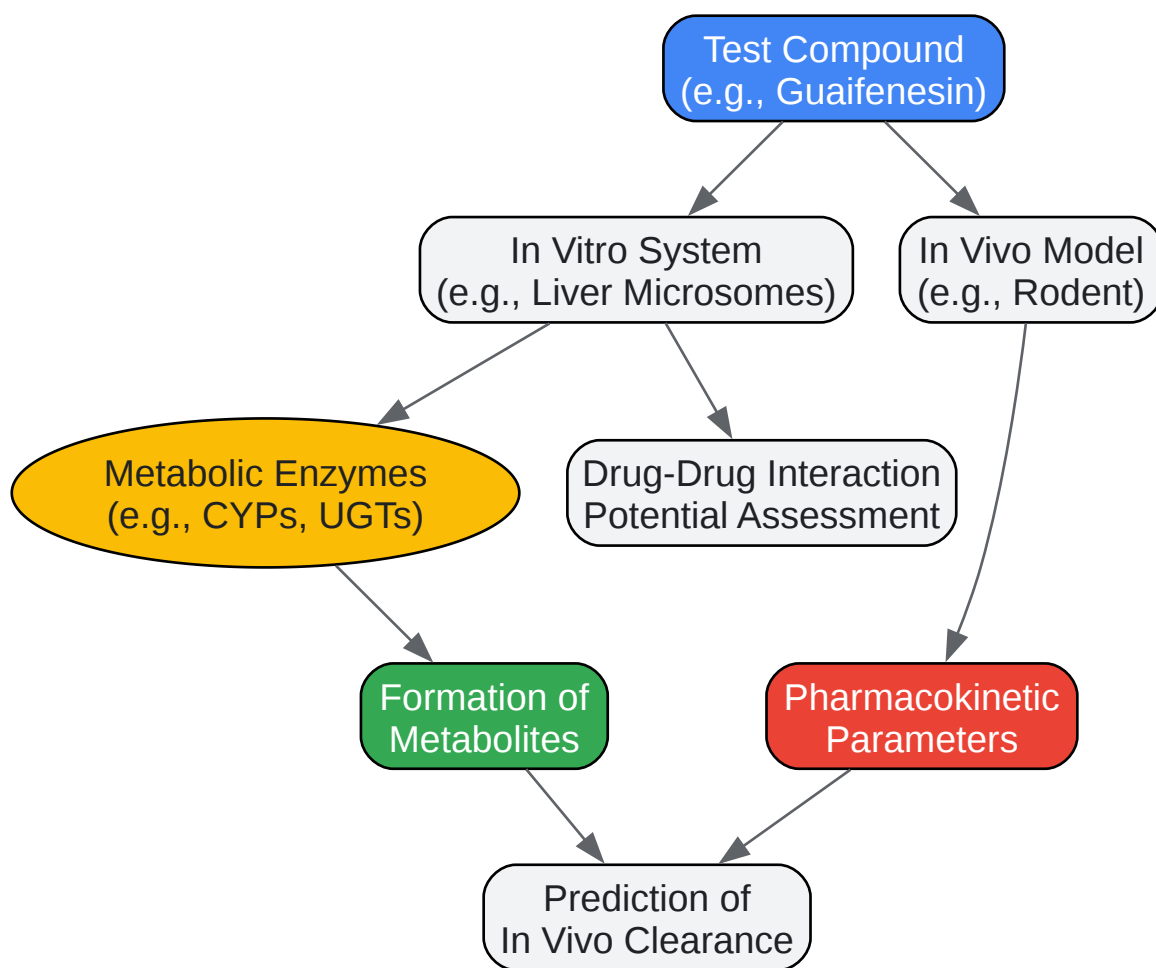 Test Compound
(e.g., Guaifenesin)
In Vitro System
(e.g., Liver Microsomes)
In Vivo Model
(e.g., Rodent)
Metabolic Enzymes
(e.g., CYPs, UGTs)
Drug-Drug Interaction
Potential Assessment
Formation of
Metabolites
Pharmacokinetic
Parameters
Prediction of
In Vivo Clearance